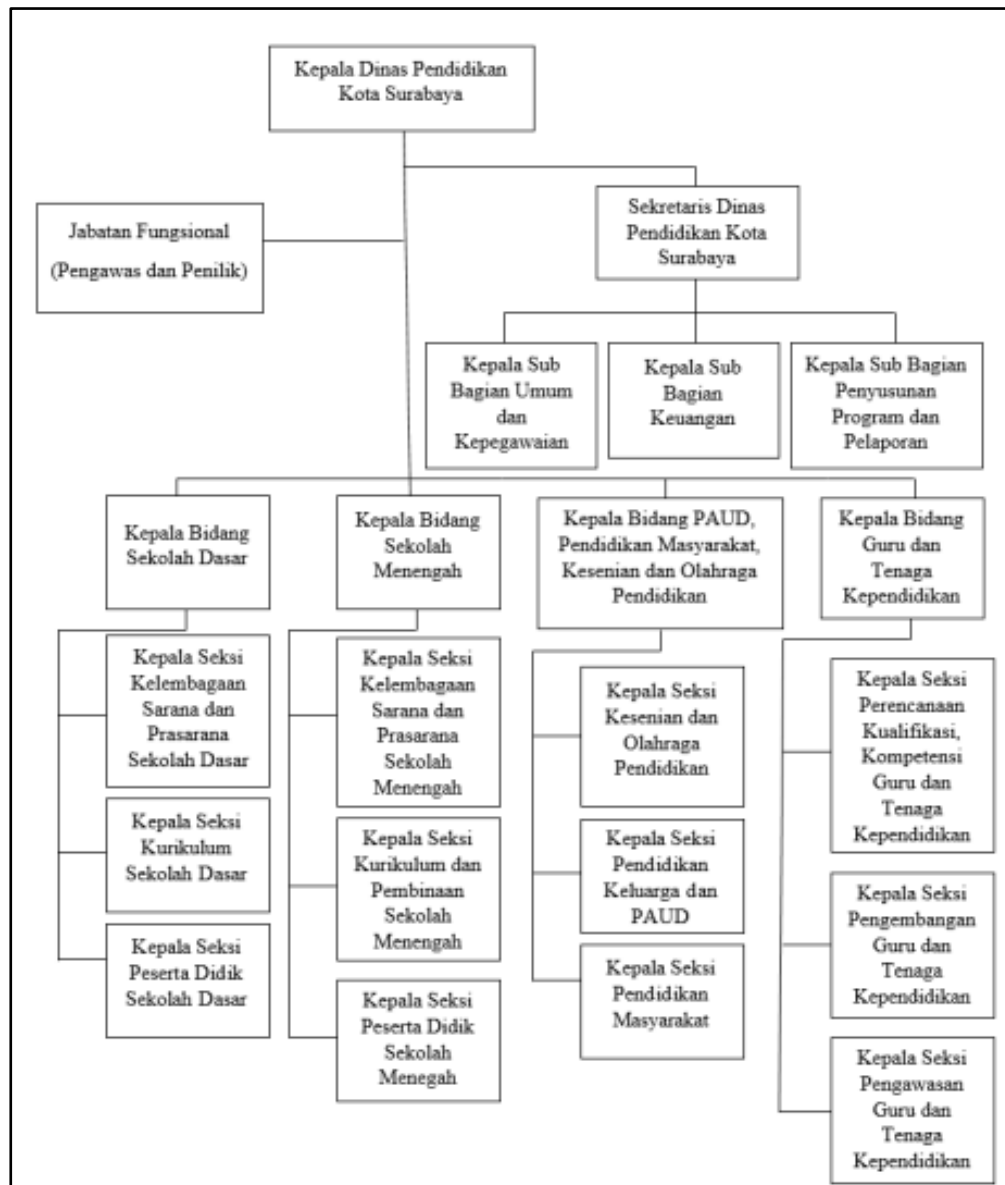 Kepala Dinas Pendidikan
Kota Surabaya
Jabatan Fungsional
(Pengawas dan Penilik)
Sekretaris Dinas
Pendidikan Kota
Surabaya
Kepala Sub
Bagian Umum
dan
Kepegawaian
Kepala Sub
Bagian
Keuangan
Kepala Sub Bagian
Penyusunan
Program dan
Pelaporan
Kepala Bidang
Sekolah Dasar
Kepala Bidang
Sekolah
Menengah
Kepala Bidang PAUD,
Pendidikan Masyarakat,
Kesenian dan Olahraga
Pendidikan
Kepala Bidang
Guru dan
Tenaga
Kependidikan
Kepala Seksi
Kelembagaan
Sarana dan
Prasarana
Sekolah Dasar
Kepala Seksi
Kurikulum
Sekolah Dasar
Kepala Seksi
Peserta Didik
Sekolah Dasar
Kepala Seksi
Kelembagaan
Sarana dan
Prasarana
Sekolah
Menengah
Kepala Seksi
Kurikulum dan
Pembinaan
Sekolah
Menengah
Kepala Seksi
Peserta Didik
Sekolah
Menegah
Kepala Seksi
Kesenian dan
Olahraga
Pendidikan
Kepala Seksi
Pendidikan
Keluarga dan
PAUD
Kepala Seksi
Pendidikan
Masyarakat
Kepala Seksi
Perencanaan
Kualifikasi,
Kompetensi
Guru dan
Tenaga
Kependidikan
Kepala Seksi
Pengembangan
Guru dan
Tenaga
Kependidikan
Kepala Seksi
Pengawasan
Guru dan
Tenaga
Kependidikan